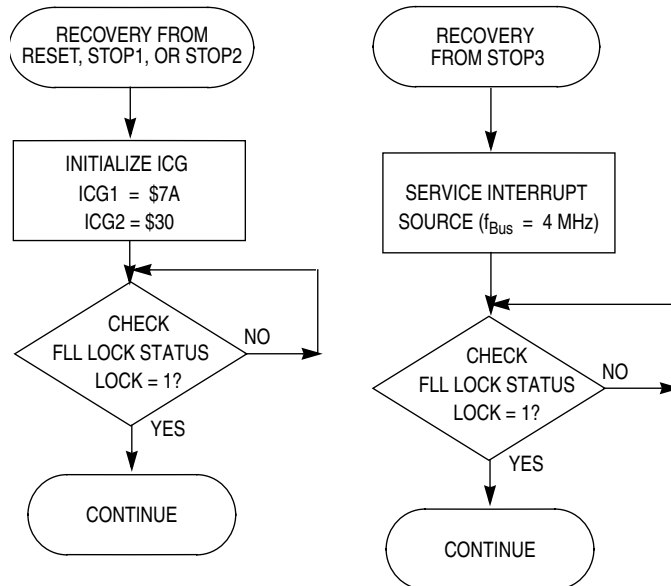 RECOVERY FROM
RESET, STOP1, OR STOP2
INITIALIZE ICG
ICG1 = $7A
ICG2 = $30
CHECK
FLL LOCK STATUS
LOCK = 1?
NO
YES
CONTINUE
RECOVERY
FROM STOP3
SERVICE INTERRUPT
SOURCE (fBus = 4 MHz)
CHECK
FLL LOCK STATUS
LOCK = 1?
NO
YES
CONTINUE